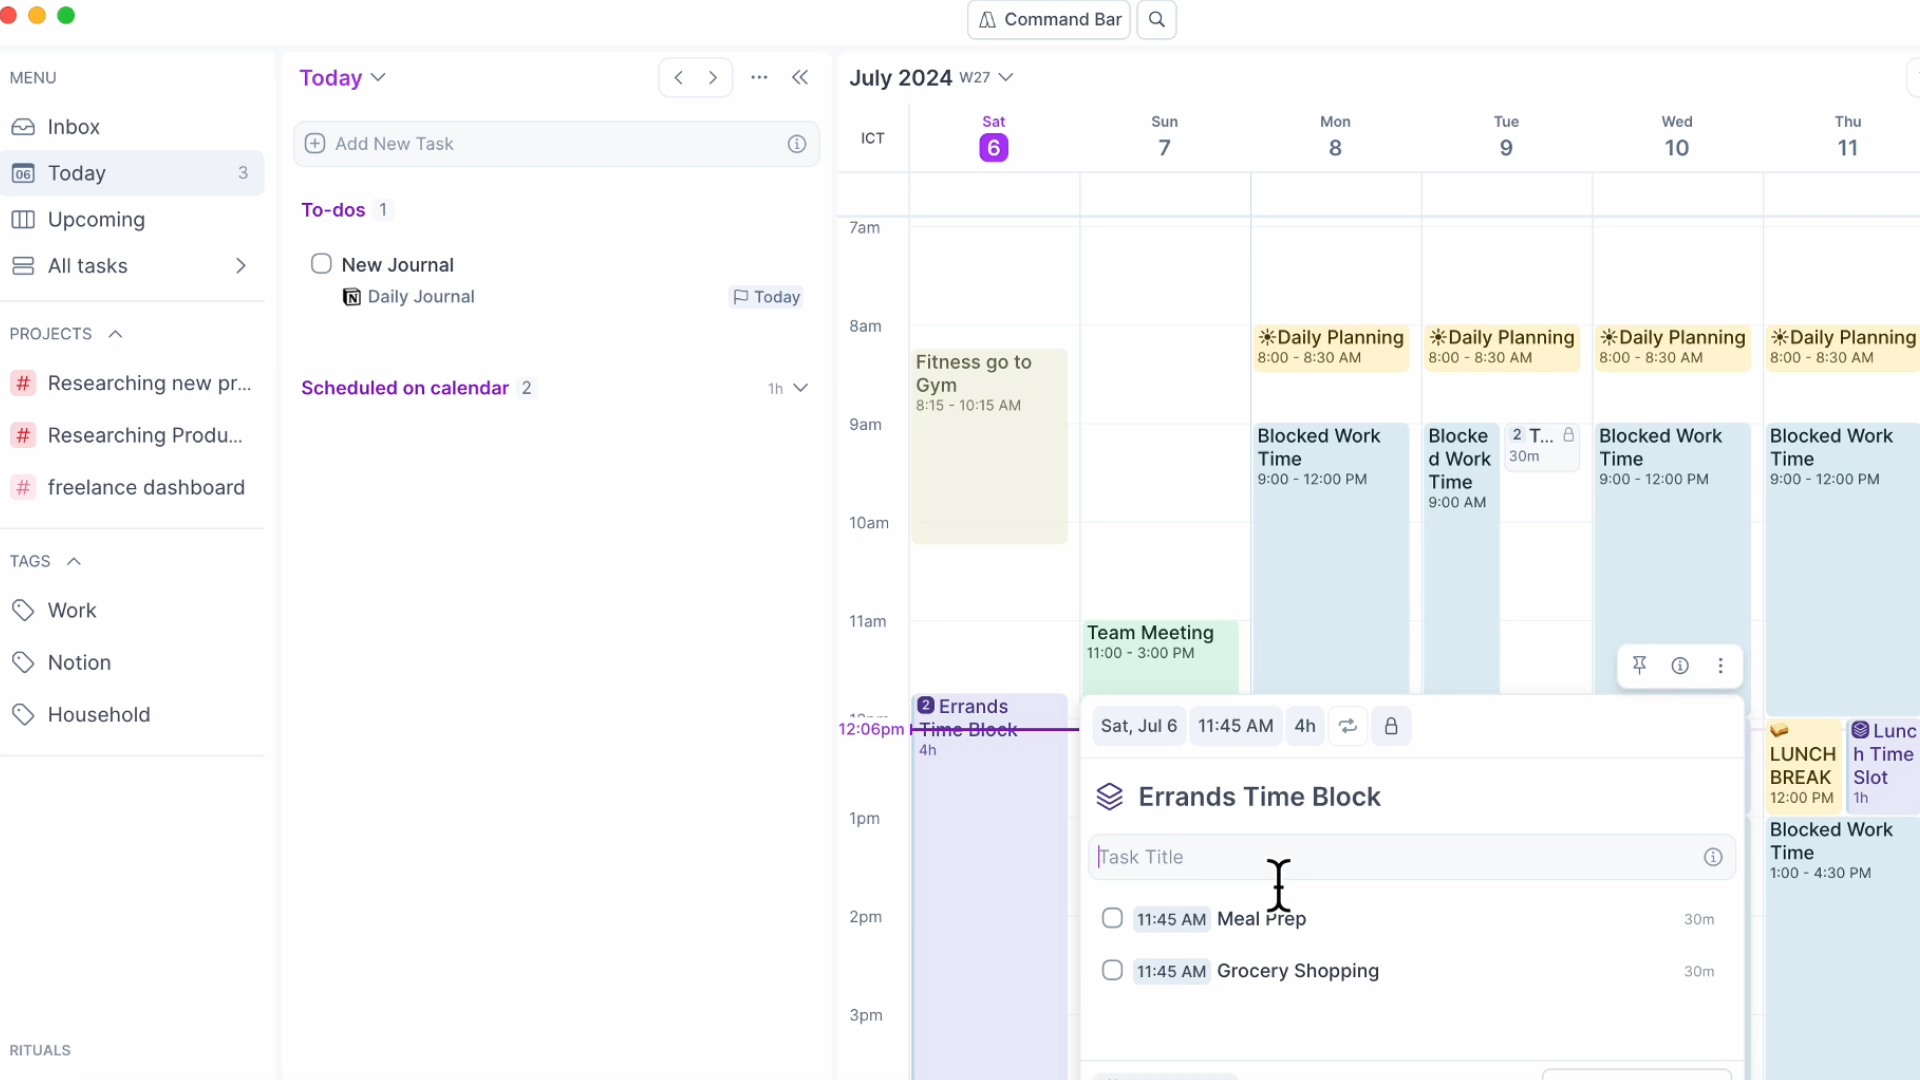 Command Bar
MENU
Inbox
06 Today 3
Upcoming
All tasks
PROJECTS
# Researching new pr...
# Researching Produ...
# freelance dashboard
TAGS
Work
Notion
Household
RITUALS
Today
Add New Task
To-dos 1
New Journal
Daily Journal
Today
Scheduled on calendar 2
1h
July 2024 W27
ICT
Sat
6
Sun
7
Mon
8
Tue
9
Wed
10
Thu
11
7am
8am
9am
10am
11am
12:06pm
1pm
2pm
3pm
Fitness go to
Gym
8:15 - 10:15 AM
2 Errands
Time Block
4h
Team Meeting
11:00 - 3:00 PM
Daily Planning
8:00 - 8:30 AM
Blocked Work
Time
9:00 - 12:00 PM
Daily Planning
8:00 - 8:30 AM
Blocke
d Work
Time
9:00 AM
2 T...
30m
Daily Planning
8:00 - 8:30 AM
Blocked Work
Time
9:00 - 12:00 PM
Daily Planning
8:00 - 8:30 AM
Blocked Work
Time
9:00 - 12:00 PM
LUNCH
BREAK
12:00 PM
Lunc
h Time
Slot
1h
Blocked Work
Time
1:00 - 4:30 PM
Sat, Jul 6
11:45 AM
4h
Errands Time Block
Task Title
11:45 AM Meal Prep 30m
11:45 AM Grocery Shopping 30m